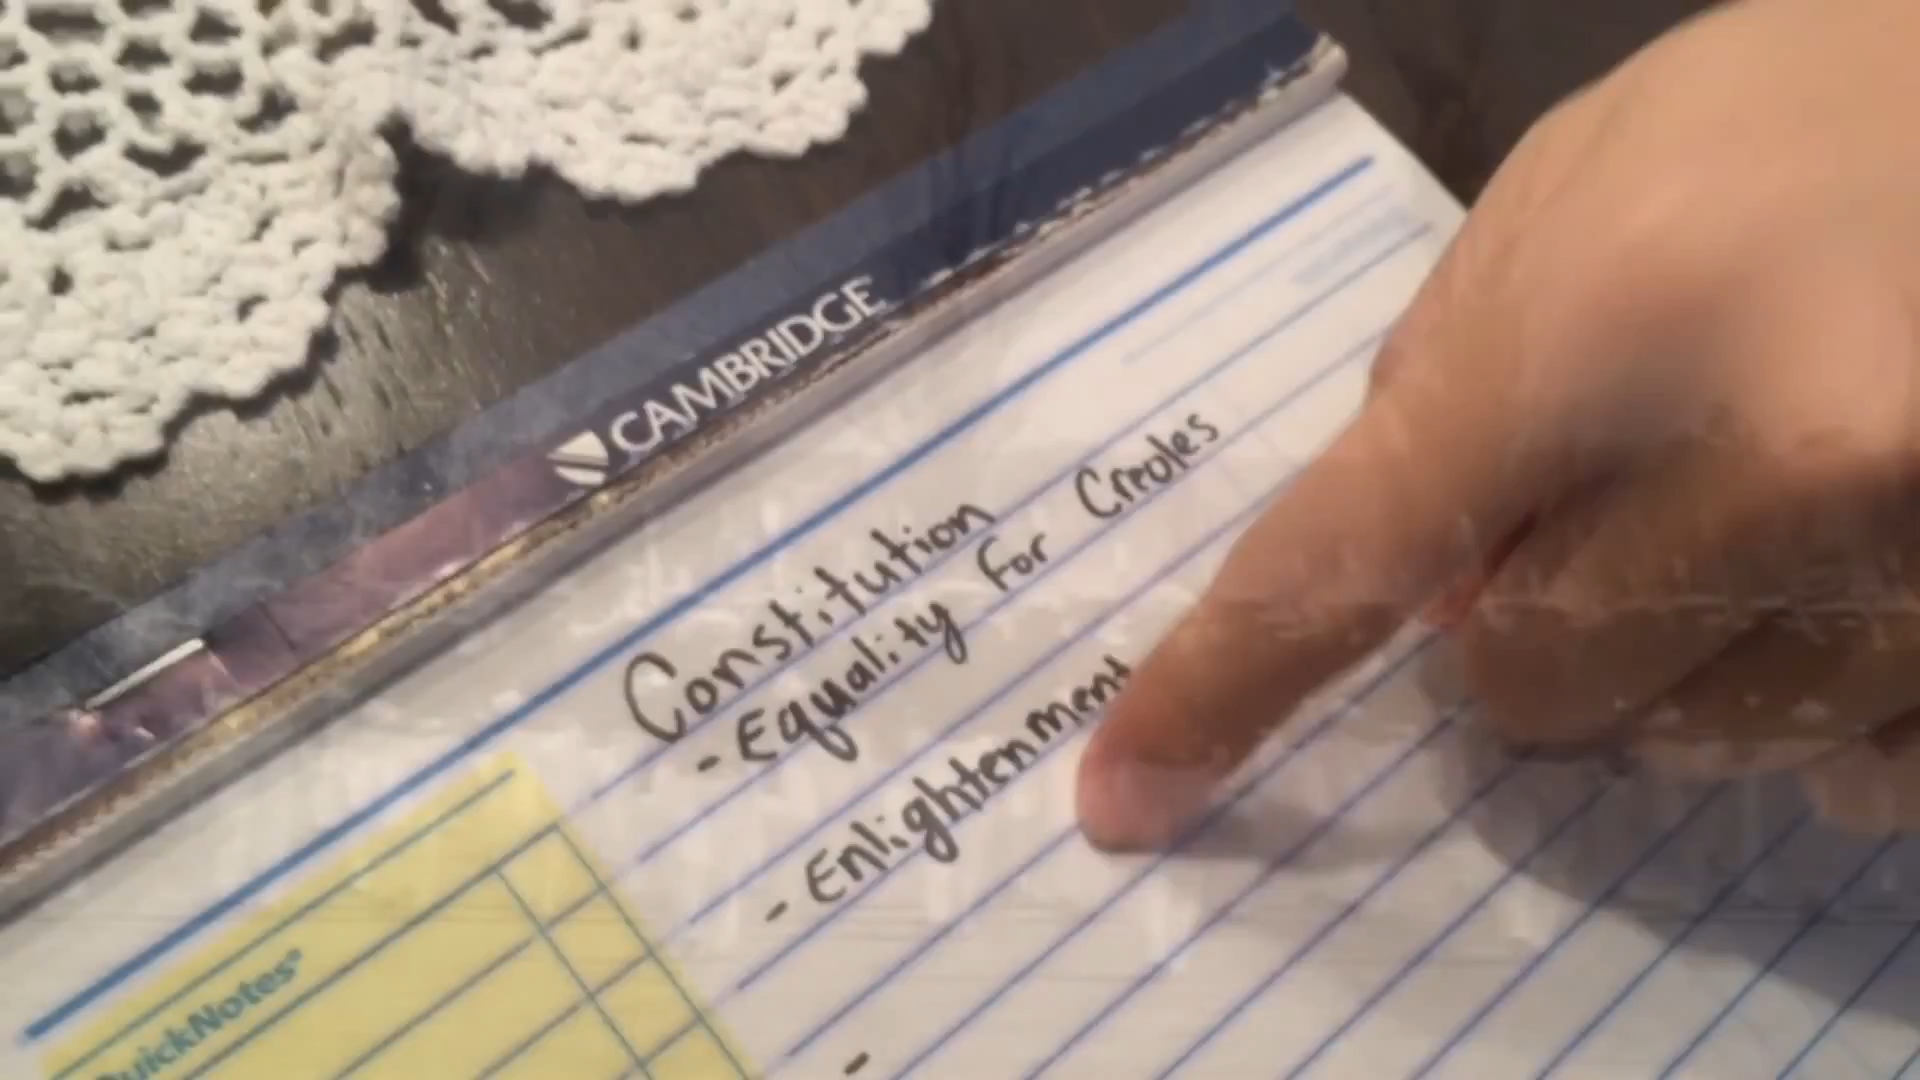 CAMBRIDGE
Constitution
- Equality for Creoles
- Enlightenment
-
QuickNotes®